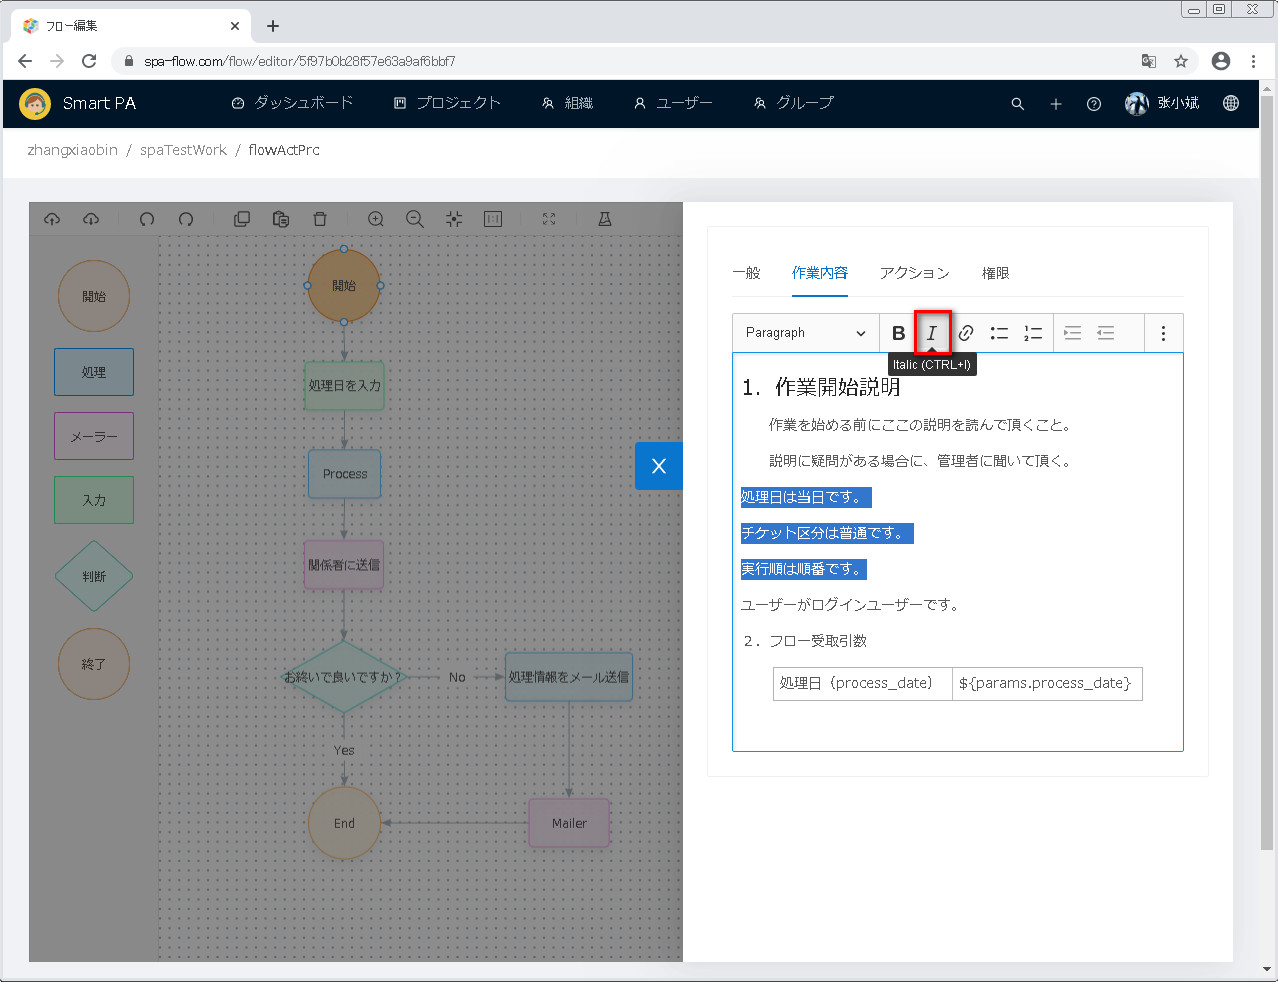 フロー編集
spa-flow.com/flow/editor/5f97b0b28f57e63a9af6bbf7
Smart PA
ダッシュボード
プロジェクト
組織
ユーザー
グループ
张小斌
zhangxiaobin / spaTestWork / flowActPrc
開始
処理
メーラー
入力
判断
終了
開始
処理日を入力
Process
関係者に送信
お終いで良いですか？
No
処理情報をメール送信
Yes
End
Mailer
X
一般
作業内容
アクション
権限
Paragraph
B
I
Italic (CTRL+I)
1. 作業開始説明
作業を始める前にここの説明を読んで頂くこと。
説明に疑問がある場合に、管理者に聞いて頂く。
処理日は当日です。
チケット区分は普通です。
実行順は順番です。
ユーザーがログインユーザーです。
２．フロー受取引数
処理日（process_date） ${params.process_date}